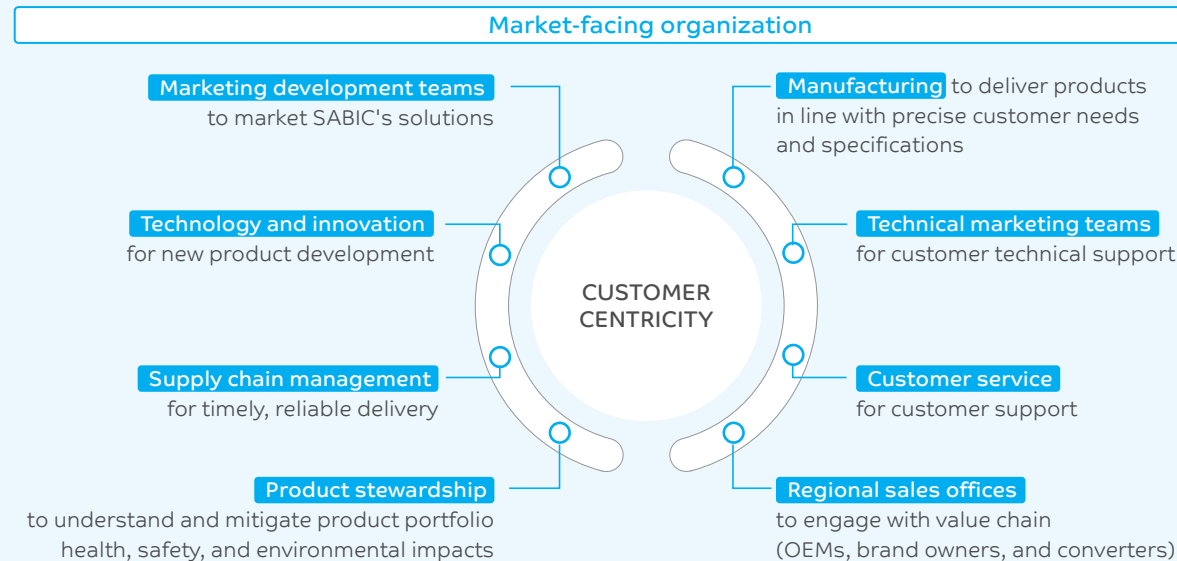 Market-facing organization
Marketing development teams
to market SABIC's solutions
Technology and innovation
for new product development
Supply chain management
for timely, reliable delivery
Product stewardship
to understand and mitigate product portfolio
health, safety, and environmental impacts
CUSTOMER
CENTRICITY
Manufacturing to deliver products
in line with precise customer needs
and specifications
Technical marketing teams
for customer technical support
Customer service
for customer support
Regional sales offices
to engage with value chain
(OEMs, brand owners, and converters)